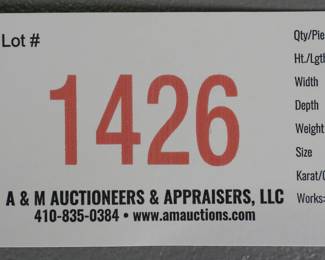 Lot #
1426
A & M AUCTIONEERS & APPRAISERS, LLC
410-835-0384 • www.amauctions.com
Qty/Pie
Ht./Lgth
Width
Depth
Weight
Size
Karat/C
Works: